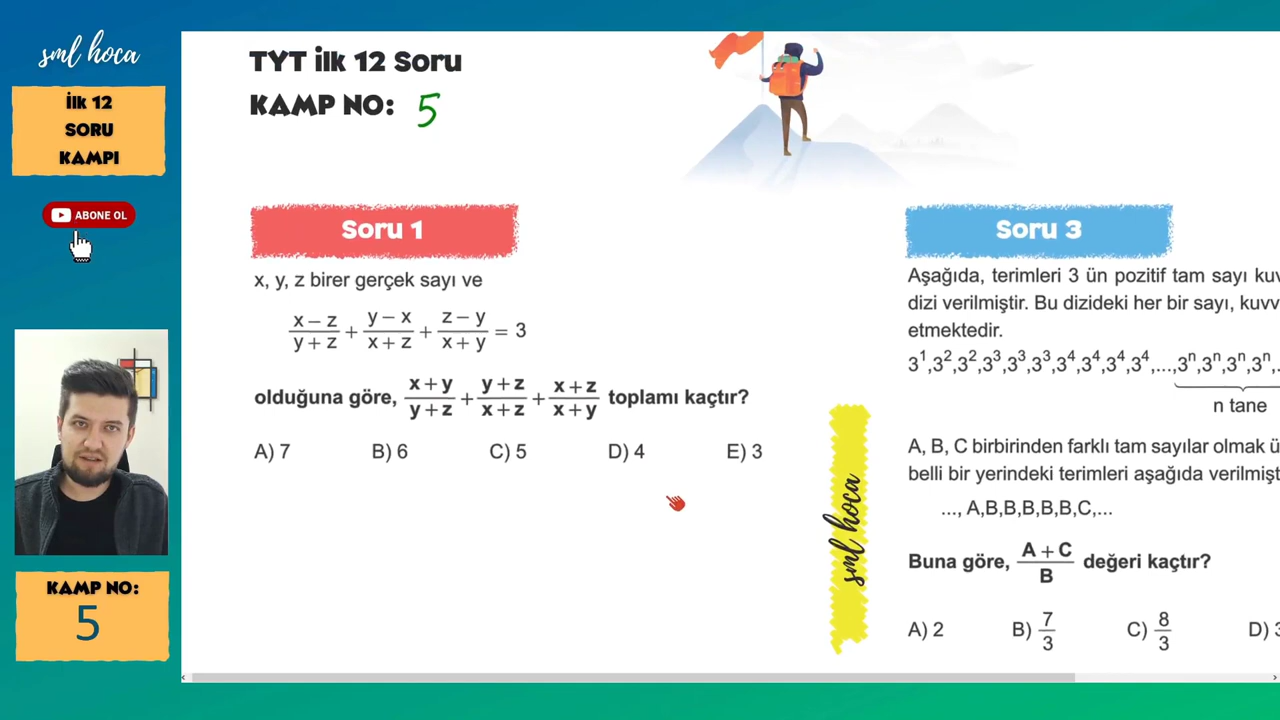 sml hoca
İlk 12
SORU
KAMPI
ABONE OL
KAMP NO:
5
TYT İlk 12 Soru
KAMP NO: 5
Soru 1
x, y, z birer gerçek sayı ve
(x – z)/(y + z) + (y – x)/(x + z) + (z – y)/(x + y) = 3
olduğuna göre, (x + y)/(y + z) + (y + z)/(x + z) + (x + z)/(x + y) toplamı kaçtır?
A) 7 B) 6 C) 5 D) 4 E) 3
sml hoca
Soru 3
Aşağıda, terimleri 3 ün pozitif tam sayı
dizi verilmiştir. Bu dizideki her bir sayı,
etmektedir.
3¹,3²,3²,3³,3³,3³,3⁴,3⁴,3⁴,3⁴,...,3ⁿ,3ⁿ,3ⁿ,3ⁿ,
n tane
A, B, C birbirinden farklı tam sayılar olmak
belli bir yerindeki terimleri aşağıda
..., A,B,B,B,B,B,C,...
Buna göre, (A + C)/B değeri kaçtır?
A) 2 B) 7/3 C) 8/3 D)